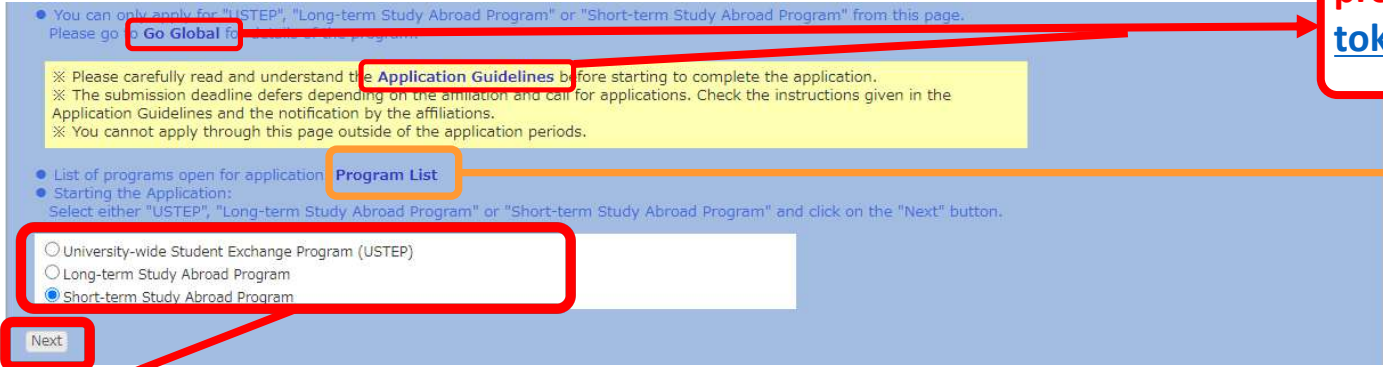 ● You can only apply for "USTEP", "Long-term Study Abroad Program" or "Short-term Study Abroad Program" from this page.
Please go to Go Global for details of the program.
※ Please carefully read and understand the Application Guidelines before starting to complete the application.
※ The submission deadline defers depending on the affiliation and call for applications. Check the instructions given in the
Application Guidelines and the notification by the affiliations.
※ You cannot apply through this page outside of the application periods.
● List of programs open for application Program List
● Starting the Application:
Select either "USTEP", "Long-term Study Abroad Program" or "Short-term Study Abroad Program" and click on the "Next" button.
University-wide Student Exchange Program (USTEP)
Long-term Study Abroad Program
Short-term Study Abroad Program
Next
tok